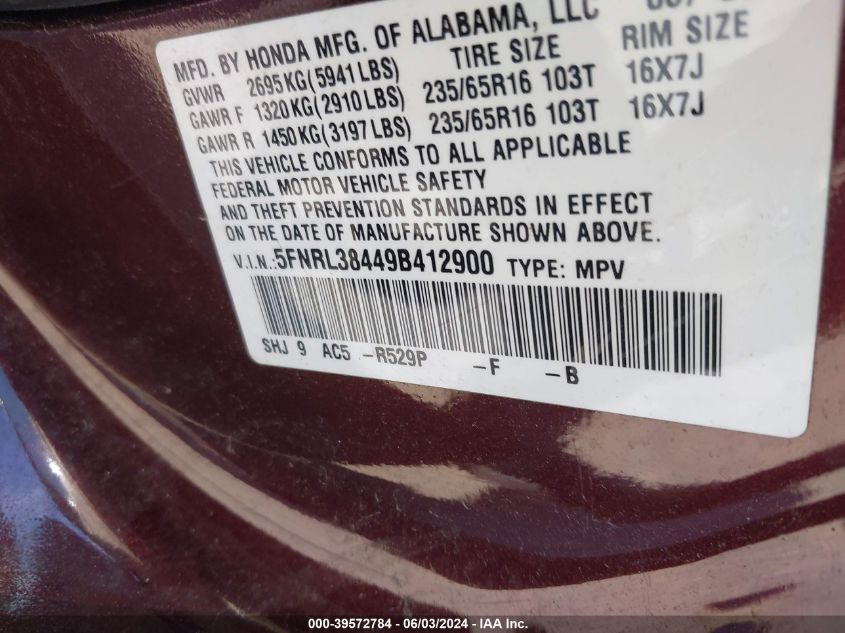 MFD. BY HONDA MFG. OF ALABAMA, LLC
TIRE SIZE RIM SIZE
GVWR 2695KG(5941LBS)
GAWR F 1320KG(2910LBS) 235/65R16 103T 16X7J
GAWR R 1450KG(3197LBS) 235/65R16 103T 16X7J
THIS VEHICLE CONFORMS TO ALL APPLICABLE
FEDERAL MOTOR VEHICLE SAFETY
AND THEFT PREVENTION STANDARDS IN EFFECT
ON THE DATE OF MANUFACTURE SHOWN ABOVE.
V.I.N.:5FNRL38449B412900 TYPE: MPV
SHJ 9 AC5 -R529P -F -B
000-39572784 - 06/03/2024 - IAA Inc.